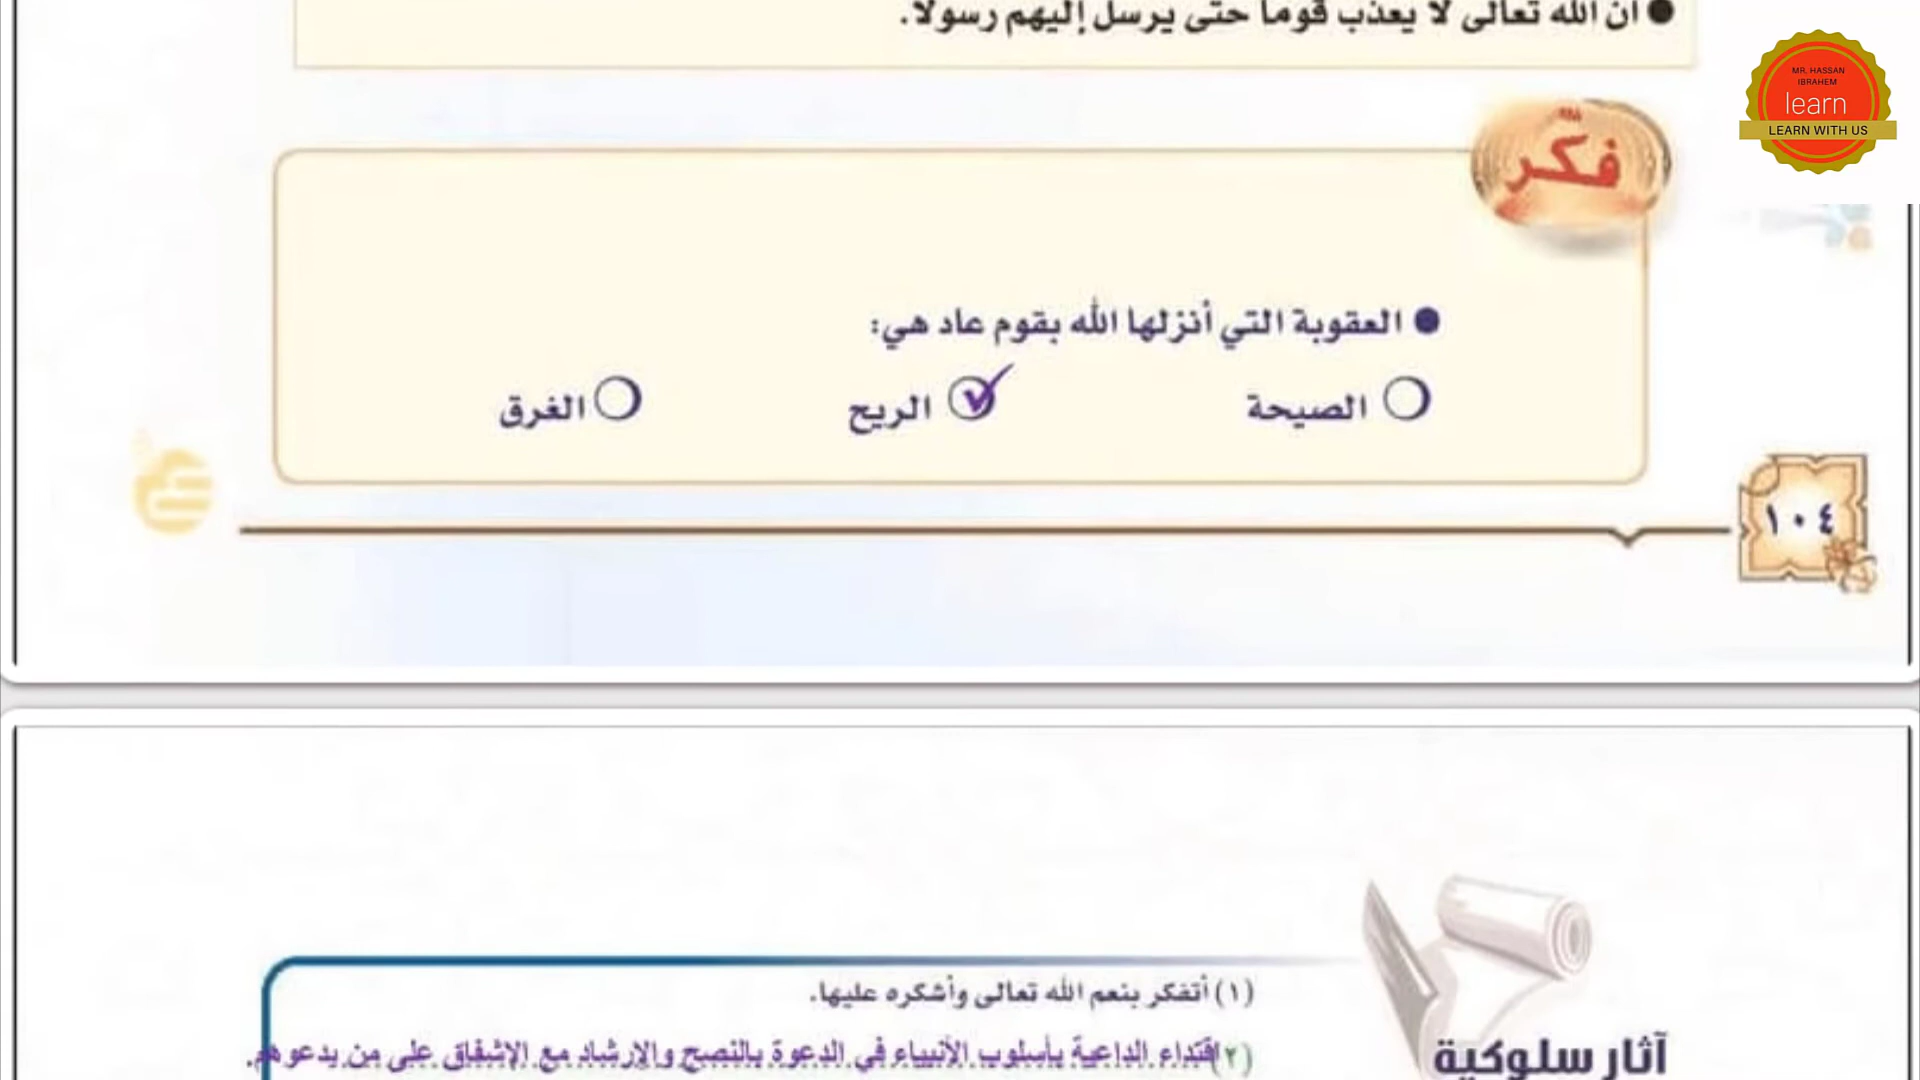 ● أن الله تعالى لا يعذب قوما حتى يرسل إليهم رسولا.
MR. HASSAN
IBRAHEM
learn
LEARN WITH US
فكّر
● العقوبة التي أنزلها الله بقوم عاد هي:
الصيحة الريح الغرق
١٠٤
(١) أتفكر بنعم الله تعالى وأشكره عليها.
(٢) اقتداء الداعية بأسلوب الأنبياء في الدعوة بالنصح والإرشاد مع الإشفاق على من يدعوهم.
آثار سلوكية